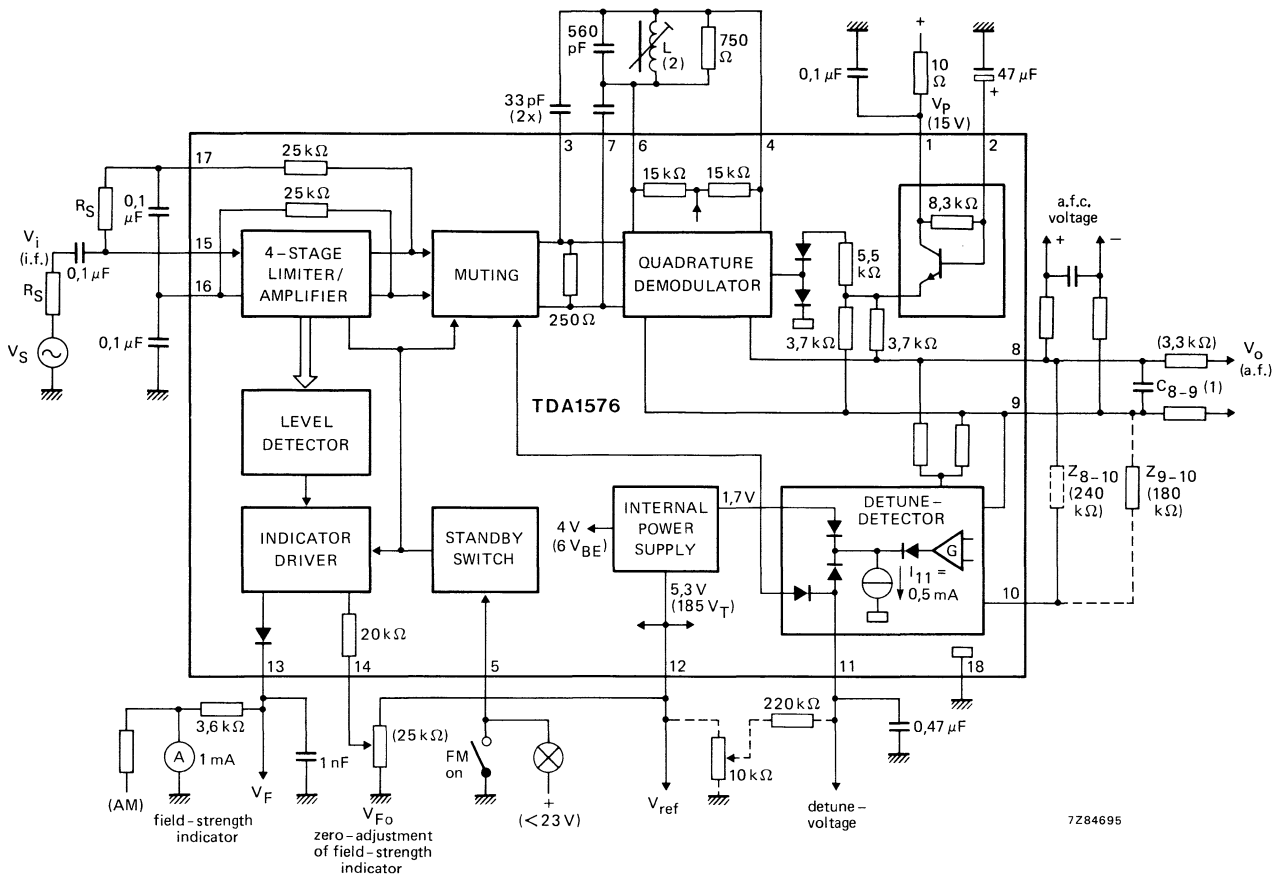 560
pF
L
(2)
750
Ω
33 pF
(2x)
0,1 µF
+
10
Ω
VP
(15 V)
47 µF
+
3
7
6
4
1
2
17
25 kΩ
25 kΩ
15 kΩ
15 kΩ
8,3 kΩ
RS
0,1
µF
Vi
(i.f.)
0,1 µF
RS
VS
0,1 µF
15
16
4-STAGE
LIMITER/
AMPLIFIER
MUTING
250 Ω
QUADRATURE
DEMODULATOR
5,5
kΩ
3,7 kΩ
3,7 kΩ
a.f.c.
voltage
+
−
8
(3,3 kΩ)
Vo
(a.f.)
C8-9 (1)
9
TDA1576
LEVEL
DETECTOR
INDICATOR
DRIVER
STANDBY
SWITCH
4 V
(6 VBE)
INTERNAL
POWER
SUPPLY
1,7 V
5,3 V
(185 VT)
DETUNE-
DETECTOR
G
I11 =
0,5 mA
Z8-10
(240
kΩ)
Z9-10
(180
kΩ)
10
20 kΩ
13
14
5
12
11
18
3,6 kΩ
A
1 mA
(AM)
VF
1 nF
(25 kΩ)
FM
on
+
(<23 V)
220 kΩ
10 kΩ
0,47 µF
field-strength
indicator
VFo
zero-adjustment
of field-strength
indicator
Vref
detune-
voltage
7Z84695